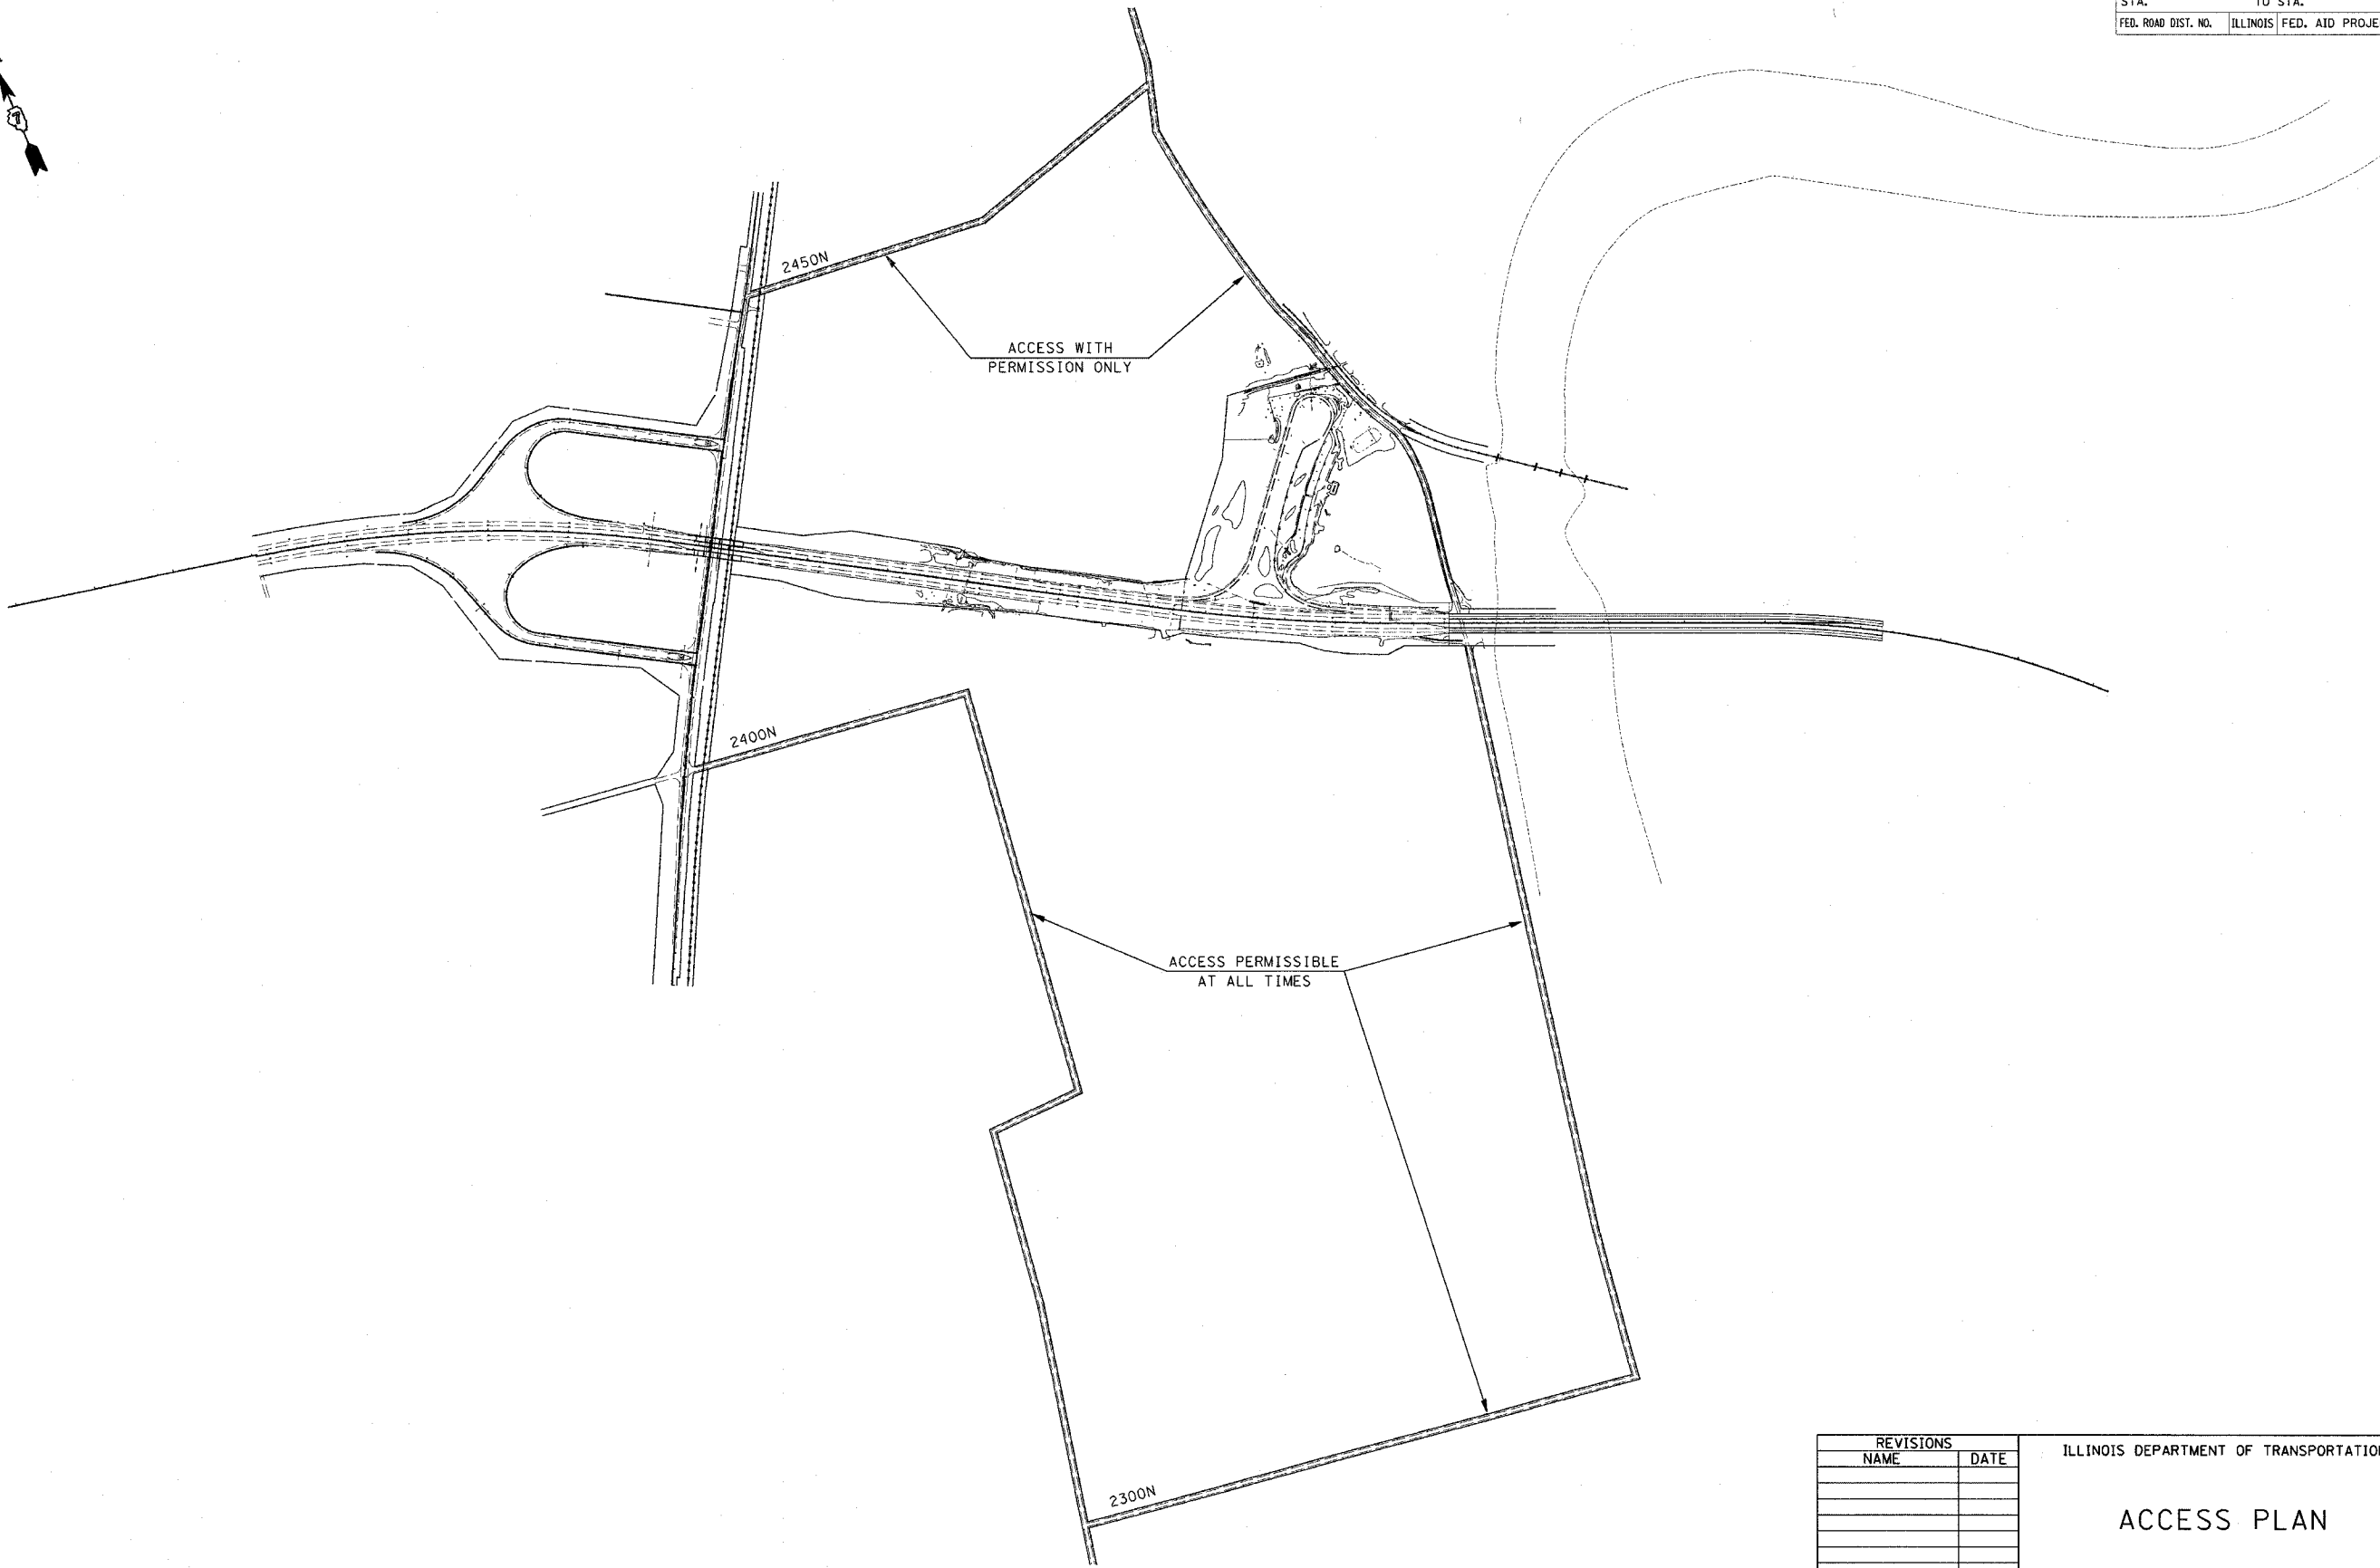 STA. TO STA.
FED. ROAD DIST. NO. ILLINOIS FED. AID PROJE
2450N
ACCESS WITH
PERMISSION ONLY
2400N
ACCESS PERMISSIBLE
AT ALL TIMES
2300N
REVISIONS
NAME DATE
ILLINOIS DEPARTMENT OF TRANSPORTATION
ACCESS PLAN